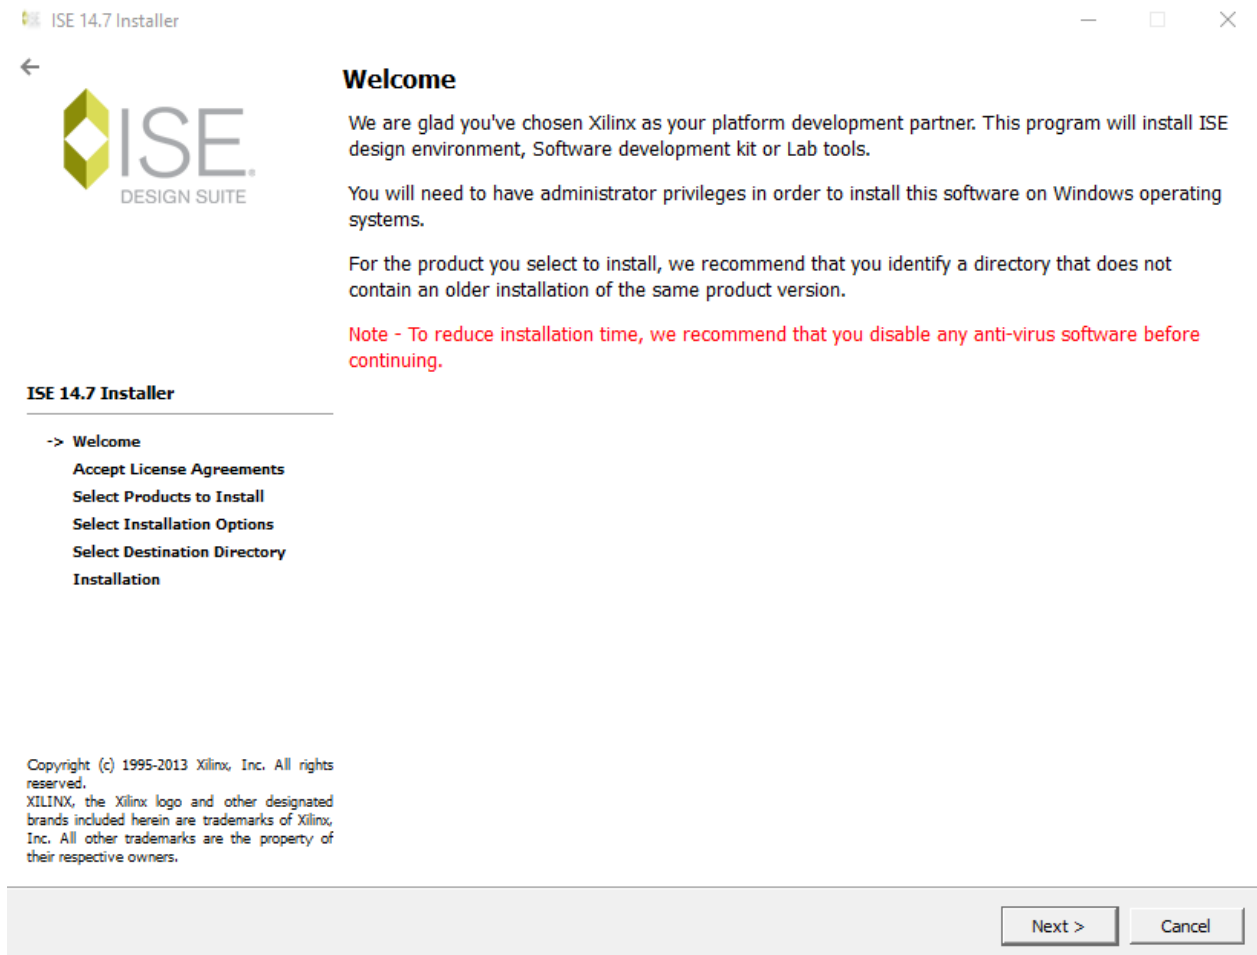 ISE 14.7 Installer
ISE®
DESIGN SUITE
Welcome
We are glad you've chosen Xilinx as your platform development partner. This program will install ISE
design environment, Software development kit or Lab tools.
You will need to have administrator privileges in order to install this software on Windows operating
systems.
For the product you select to install, we recommend that you identify a directory that does not
contain an older installation of the same product version.
Note - To reduce installation time, we recommend that you disable any anti-virus software before
continuing.
ISE 14.7 Installer
-> Welcome
Accept License Agreements
Select Products to Install
Select Installation Options
Select Destination Directory
Installation
Copyright (c) 1995-2013 Xilinx, Inc. All rights
reserved.
XILINX, the Xilinx logo and other designated
brands included herein are trademarks of Xilinx,
Inc. All other trademarks are the property of
their respective owners.
Next >
Cancel